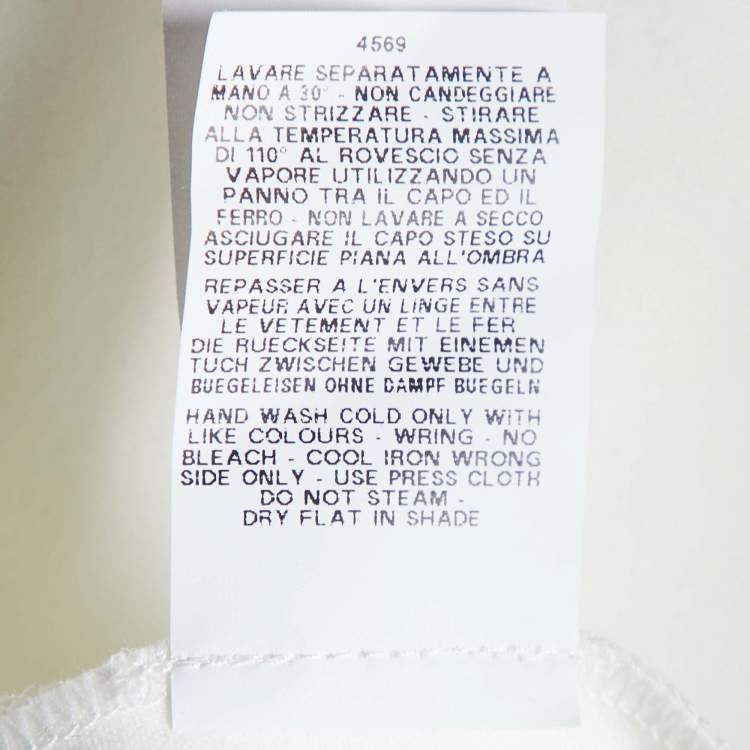 4569
LAVARE SEPARATAMENTE A
MANO A 30° - NON CANDEGGIARE
NON STRIZZARE - STIRARE
ALLA TEMPERATURA MASSIMA
DI 110° AL ROVESCIO SENZA
VAPORE UTILIZZANDO UN
PANNO TRA IL CAPO ED IL
FERRO - NON LAVARE A SECCO
ASCIUGARE IL CAPO STESO SU
SUPERFICIE PIANA ALL'OMBRA
REPASSER A L'ENVERS SANS
VAPEUR AVEC UN LINGE ENTRE
LE VETEMENT ET LE FER
DIE RUECKSEITE MIT EINEMEN
TUCH ZWISCHEN GEWEBE UND
BUEGELEISEN OHNE DAMPF BUEGELN
HAND WASH COLD ONLY WITH
LIKE COLOURS - WRING - NO
BLEACH - COOL IRON WRONG
SIDE ONLY - USE PRESS CLOTH
DO NOT STEAM -
DRY FLAT IN SHADE